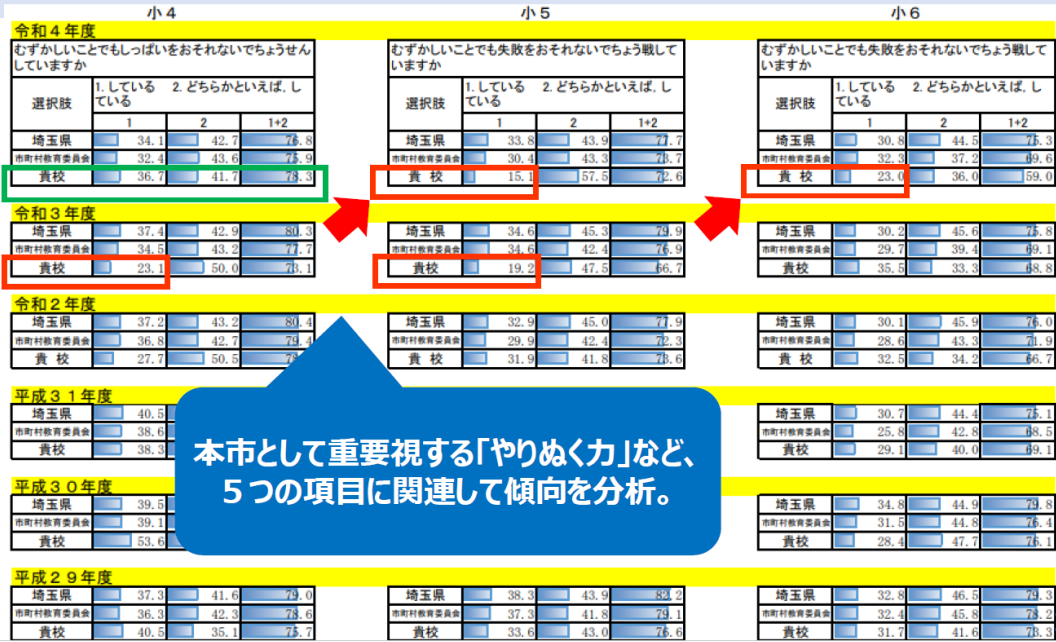 小４ 小５ 小６
令和４年度
むずかしいことでもしっぱいをおそれないでちょうせん
していますか
むずかしいことでも失敗をおそれないでちょう戦して
いますか
むずかしいことでも失敗をおそれないでちょう戦して
いますか
選択肢 1. している 2. どちらかといえば, し
ている
1 2 1+2
選択肢 1. している 2. どちらかといえば, し
ている
1 2 1+2
選択肢 1. している 2. どちらかといえば, し
ている
1 2 1+2
埼玉県 34.1 42.7 76.8 埼玉県 33.8 43.9 77.7 埼玉県 30.8 44.5 75.3
市町村教育委員会 32.4 43.6 75.9 市町村教育委員会 30.4 43.3 73.7 市町村教育委員会 32.3 37.2 69.6
貴校 36.7 41.7 78.3 貴 校 15.1 57.5 72.6 貴 校 23.0 36.0 59.0
令和３年度
埼玉県 37.4 42.9 80.3 埼玉県 34.6 45.3 79.9 埼玉県 30.2 45.6 75.8
市町村教育委員会 34.5 43.2 77.7 市町村教育委員会 34.6 42.4 76.9 市町村教育委員会 29.7 39.4 69.1
貴校 23.1 50.0 73.1 貴校 19.2 47.5 66.7 貴校 35.5 33.3 68.8
令和２年度
埼玉県 37.2 43.2 80.4 埼玉県 32.9 45.0 77.9 埼玉県 30.1 45.9 76.0
市町村教育委員会 36.8 42.7 79.4 市町村教育委員会 29.9 42.4 72.3 市町村教育委員会 28.6 43.3 71.9
貴 校 27.7 50.5 貴 校 31.9 41.8 73.6 貴 校 32.5 34.2 66.7
平成３１年度
埼玉県 40.5 埼玉県 30.7 44.4 75.1
市町村教育委員会 38.6 市町村教育委員会 25.8 42.8 68.5
貴校 38.3 貴校 29.1 40.0 69.1
本市として重要視する「やりぬく力」など、
５つの項目に関連して傾向を分析。
平成３０年度
埼玉県 39.5 埼玉県 34.8 44.9 79.8
市町村教育委員会 39.1 市町村教育委員会 31.5 44.8 76.4
貴校 53.6 貴校 28.4 47.7 76.1
平成２９年度
埼玉県 37.3 41.6 79.0 埼玉県 38.3 43.9 82.2 埼玉県 32.8 46.5 79.3
市町村教育委員会 36.3 42.3 78.6 市町村教育委員会 37.3 41.8 79.1 市町村教育委員会 32.4 45.8 78.2
貴校 40.5 35.1 75.7 貴校 33.6 43.0 76.6 貴校 31.7 41.6 73.3